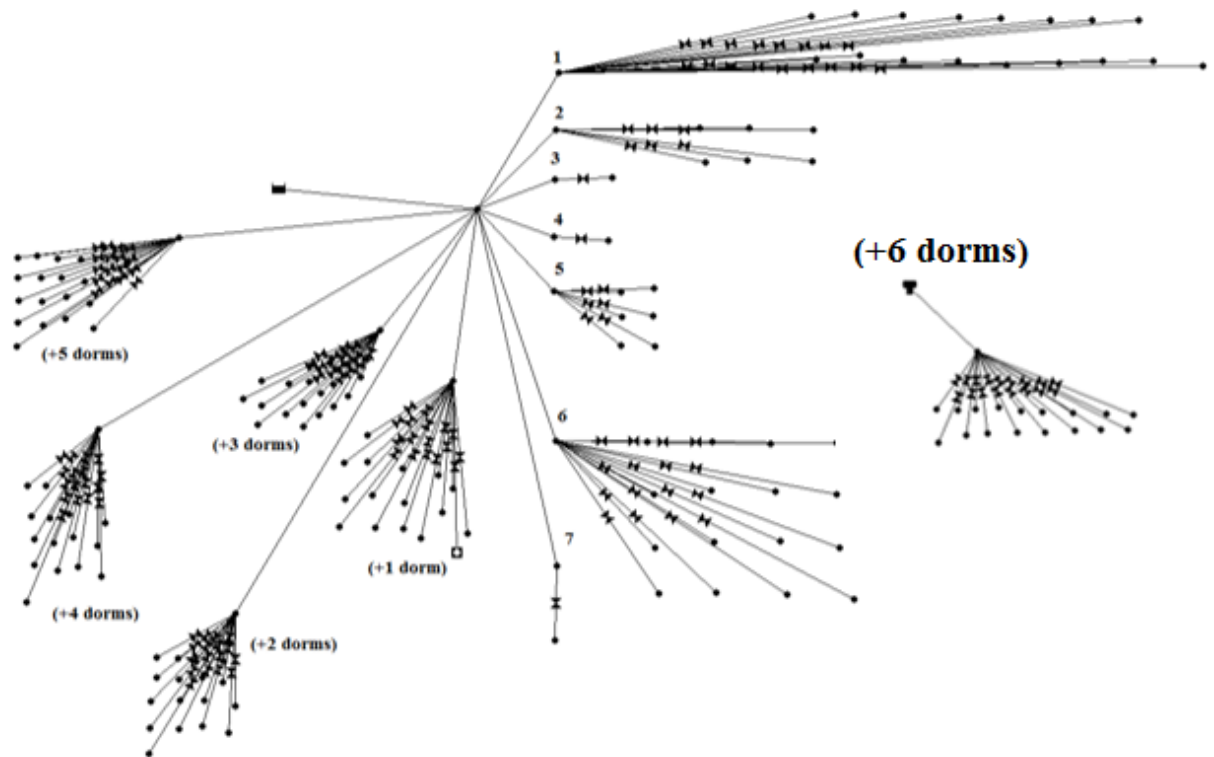 1
2
3
4
(+6 dorms)
5
(+5 dorms)
6
(+3 dorms)
7
(+1 dorm)
(+4 dorms)
(+2 dorms)